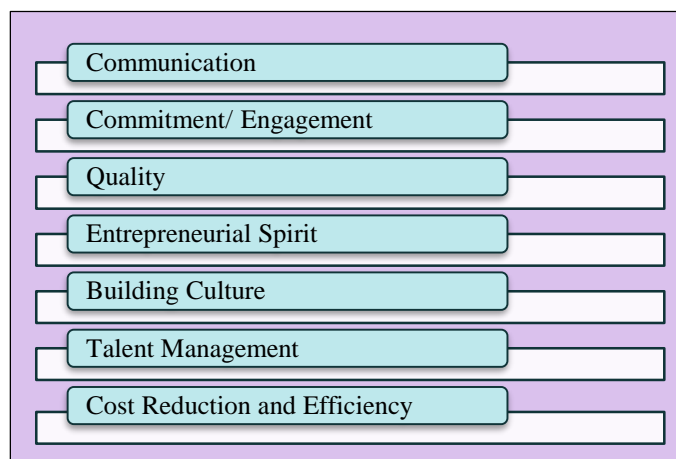 Communication
Commitment/ Engagement
Quality
Entrepreneurial Spirit
Building Culture
Talent Management
Cost Reduction and Efficiency